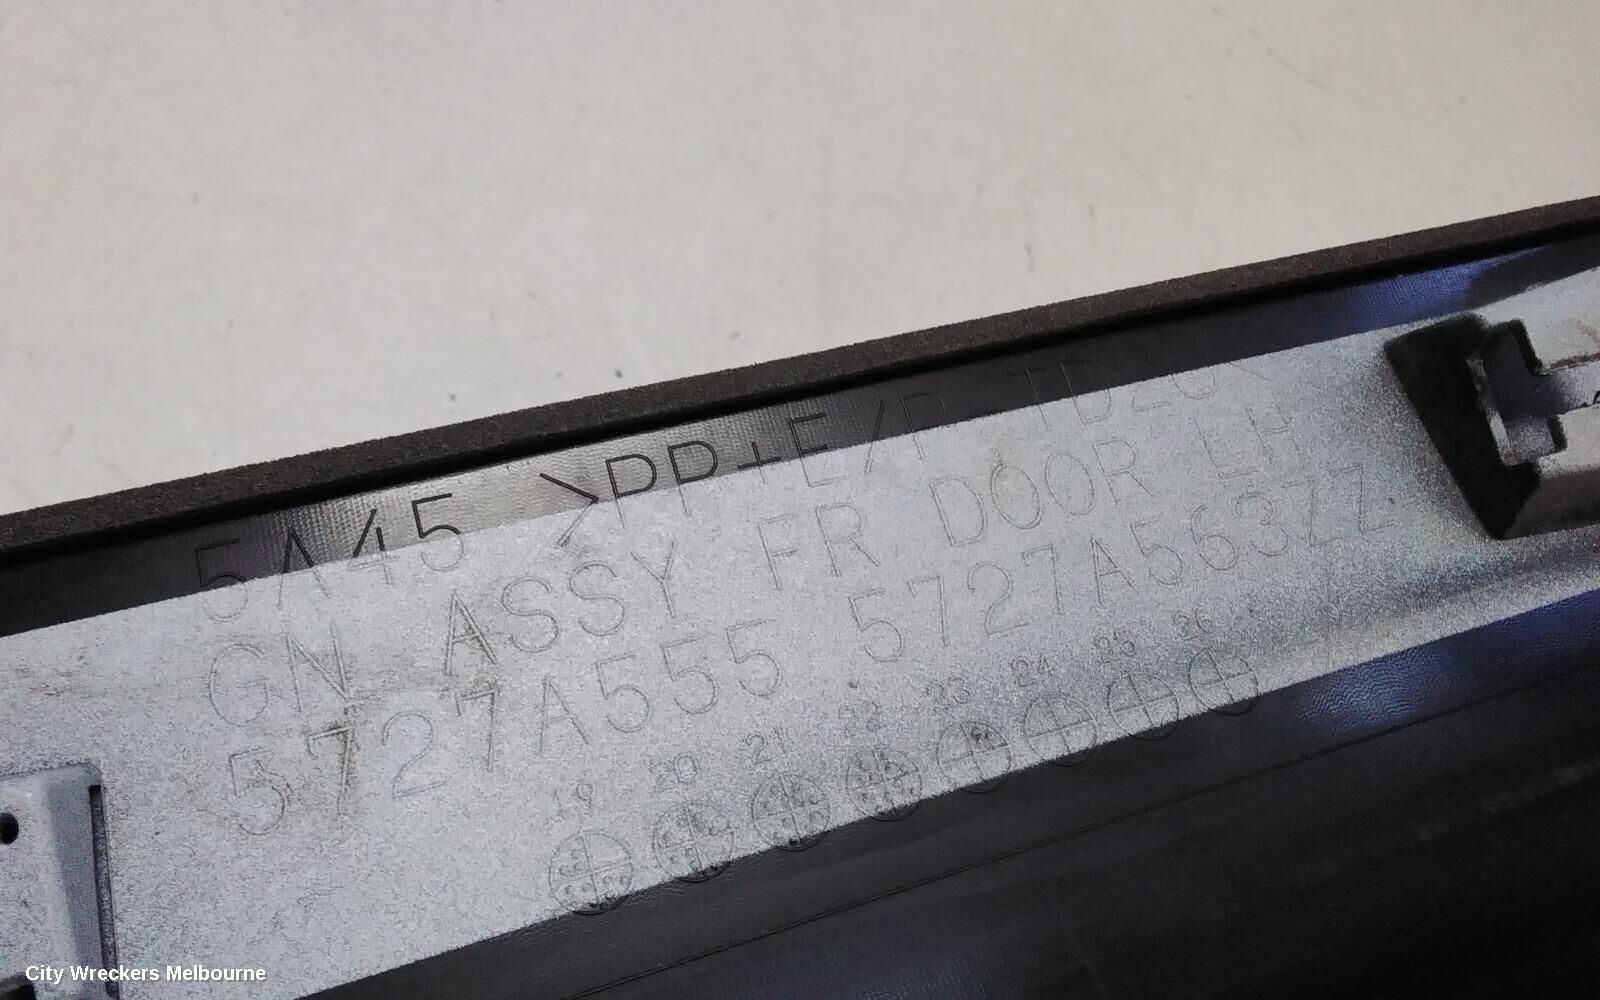 5A45 >PP+E/P TD20<
GN ASSY FR DOOR LH
5727A555 5727A563ZZ
19 20 21 22 23 24 25 26
City Wreckers Melbourne